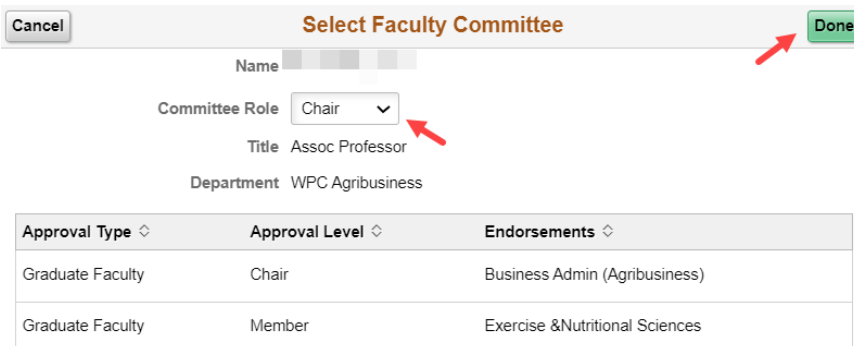 Cancel Select Faculty Committee Done
Name
Committee Role Chair
Title Assoc Professor
Department WPC Agribusiness
Approval Type Approval Level Endorsements
Graduate Faculty Chair Business Admin (Agribusiness)
Graduate Faculty Member Exercise &Nutritional Sciences